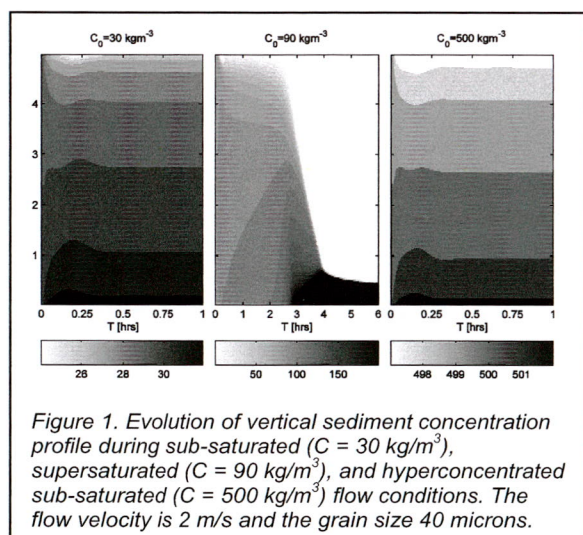 C₀=30 kgm⁻³
C₀=90 kgm⁻³
C₀=500 kgm⁻³
4
3
2
1
0 0.25 0.5 0.75 1
T [hrs]
0 1 2 3 4 5 6
T [hrs]
0 0.25 0.5 0.75 1
T [hrs]
26 28 30
50 100 150
498 499 500 501
Figure 1. Evolution of vertical sediment concentration
profile during sub-saturated (C = 30 kg/m³),
supersaturated (C = 90 kg/m³), and hyperconcentrated
sub-saturated (C = 500 kg/m³) flow conditions. The
flow velocity is 2 m/s and the grain size 40 microns.